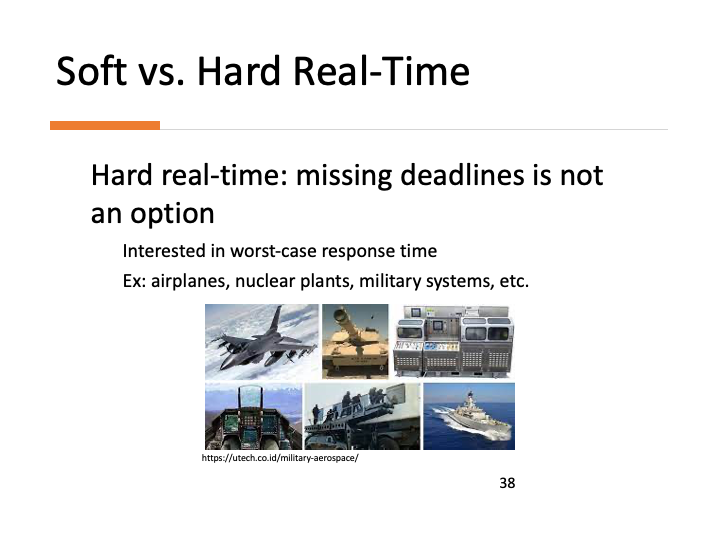 Soft vs. Hard Real-Time
Hard real-time: missing deadlines is not
an option
Interested in worst-case response time
Ex: airplanes, nuclear plants, military systems, etc.
https://utech.co.id/military-aerospace/
38